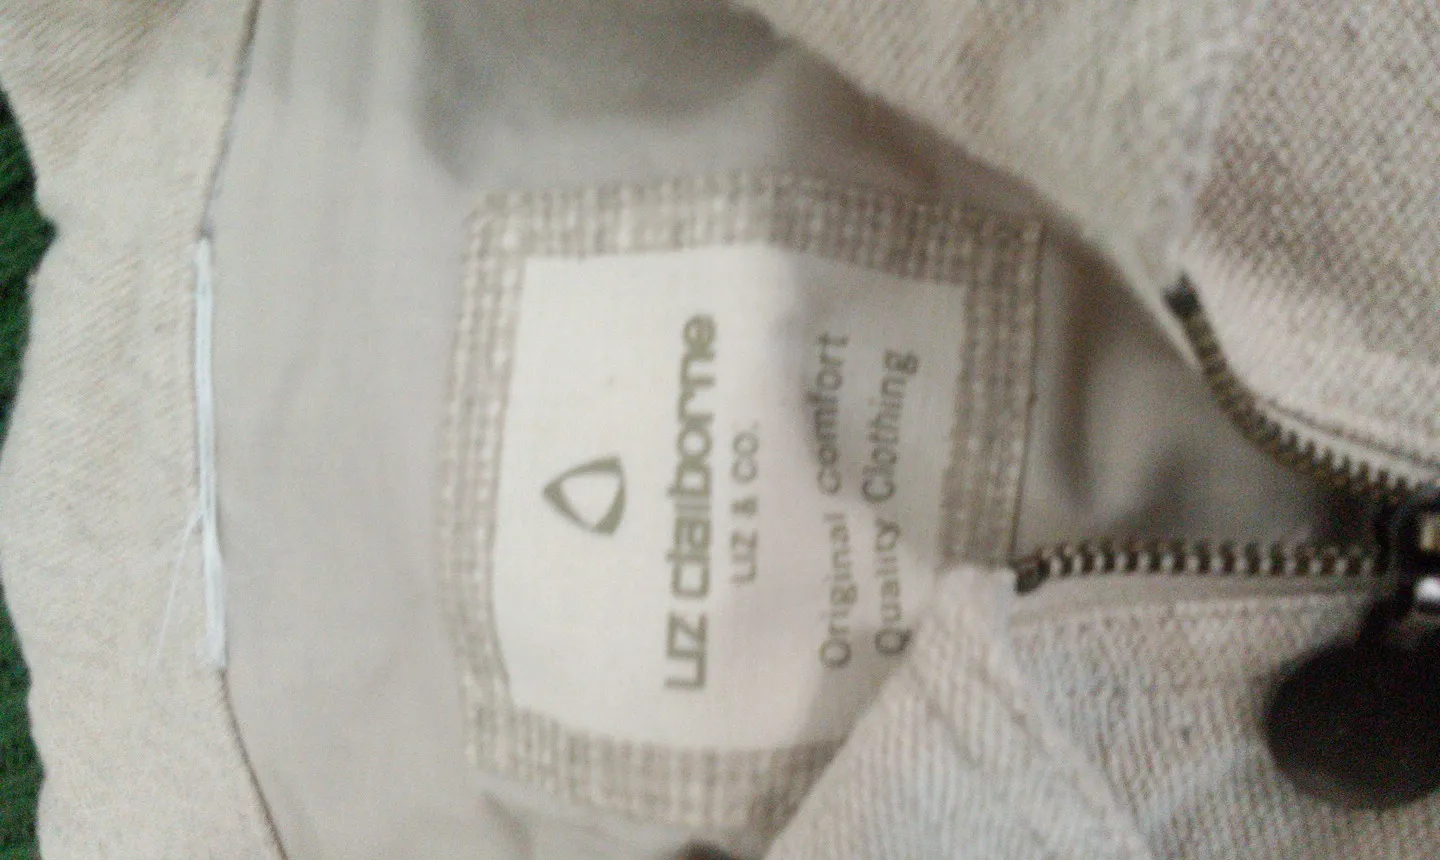 LIZ claiborne
LIZ & CO.
Original comfort
Quality Clothing